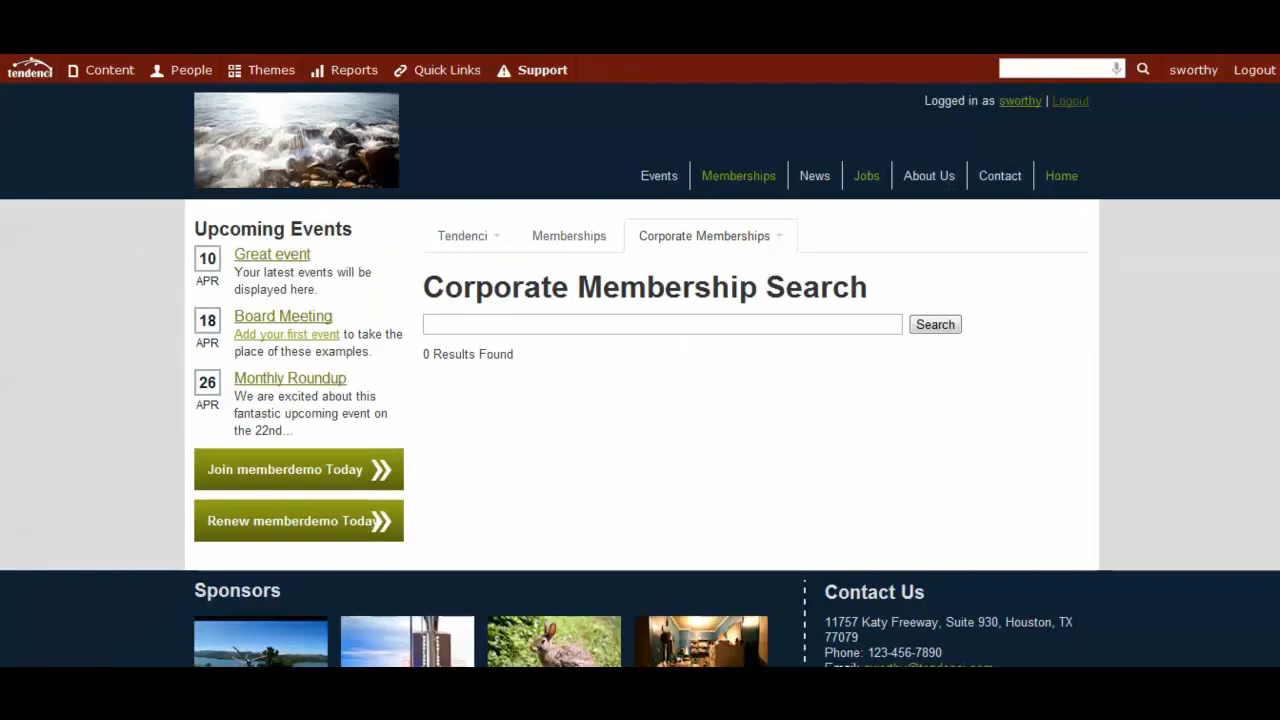 tendenci Content People Themes Reports Quick Links Support sworthy Logout
Logged in as sworthy | Logout
Events Memberships News Jobs About Us Contact Home
Upcoming Events
10 APR
Great event
Your latest events will be
displayed here.
18 APR
Board Meeting
Add your first event to take the
place of these examples.
26 APR
Monthly Roundup
We are excited about this
fantastic upcoming event on
the 22nd...
Join memberdemo Today
Renew memberdemo Today
Tendenci Memberships Corporate Memberships
Corporate Membership Search
Search
0 Results Found
Sponsors
Contact Us
11757 Katy Freeway, Suite 930, Houston, TX
77079
Phone: 123-456-7890
Email: sworthy@tendenci.com